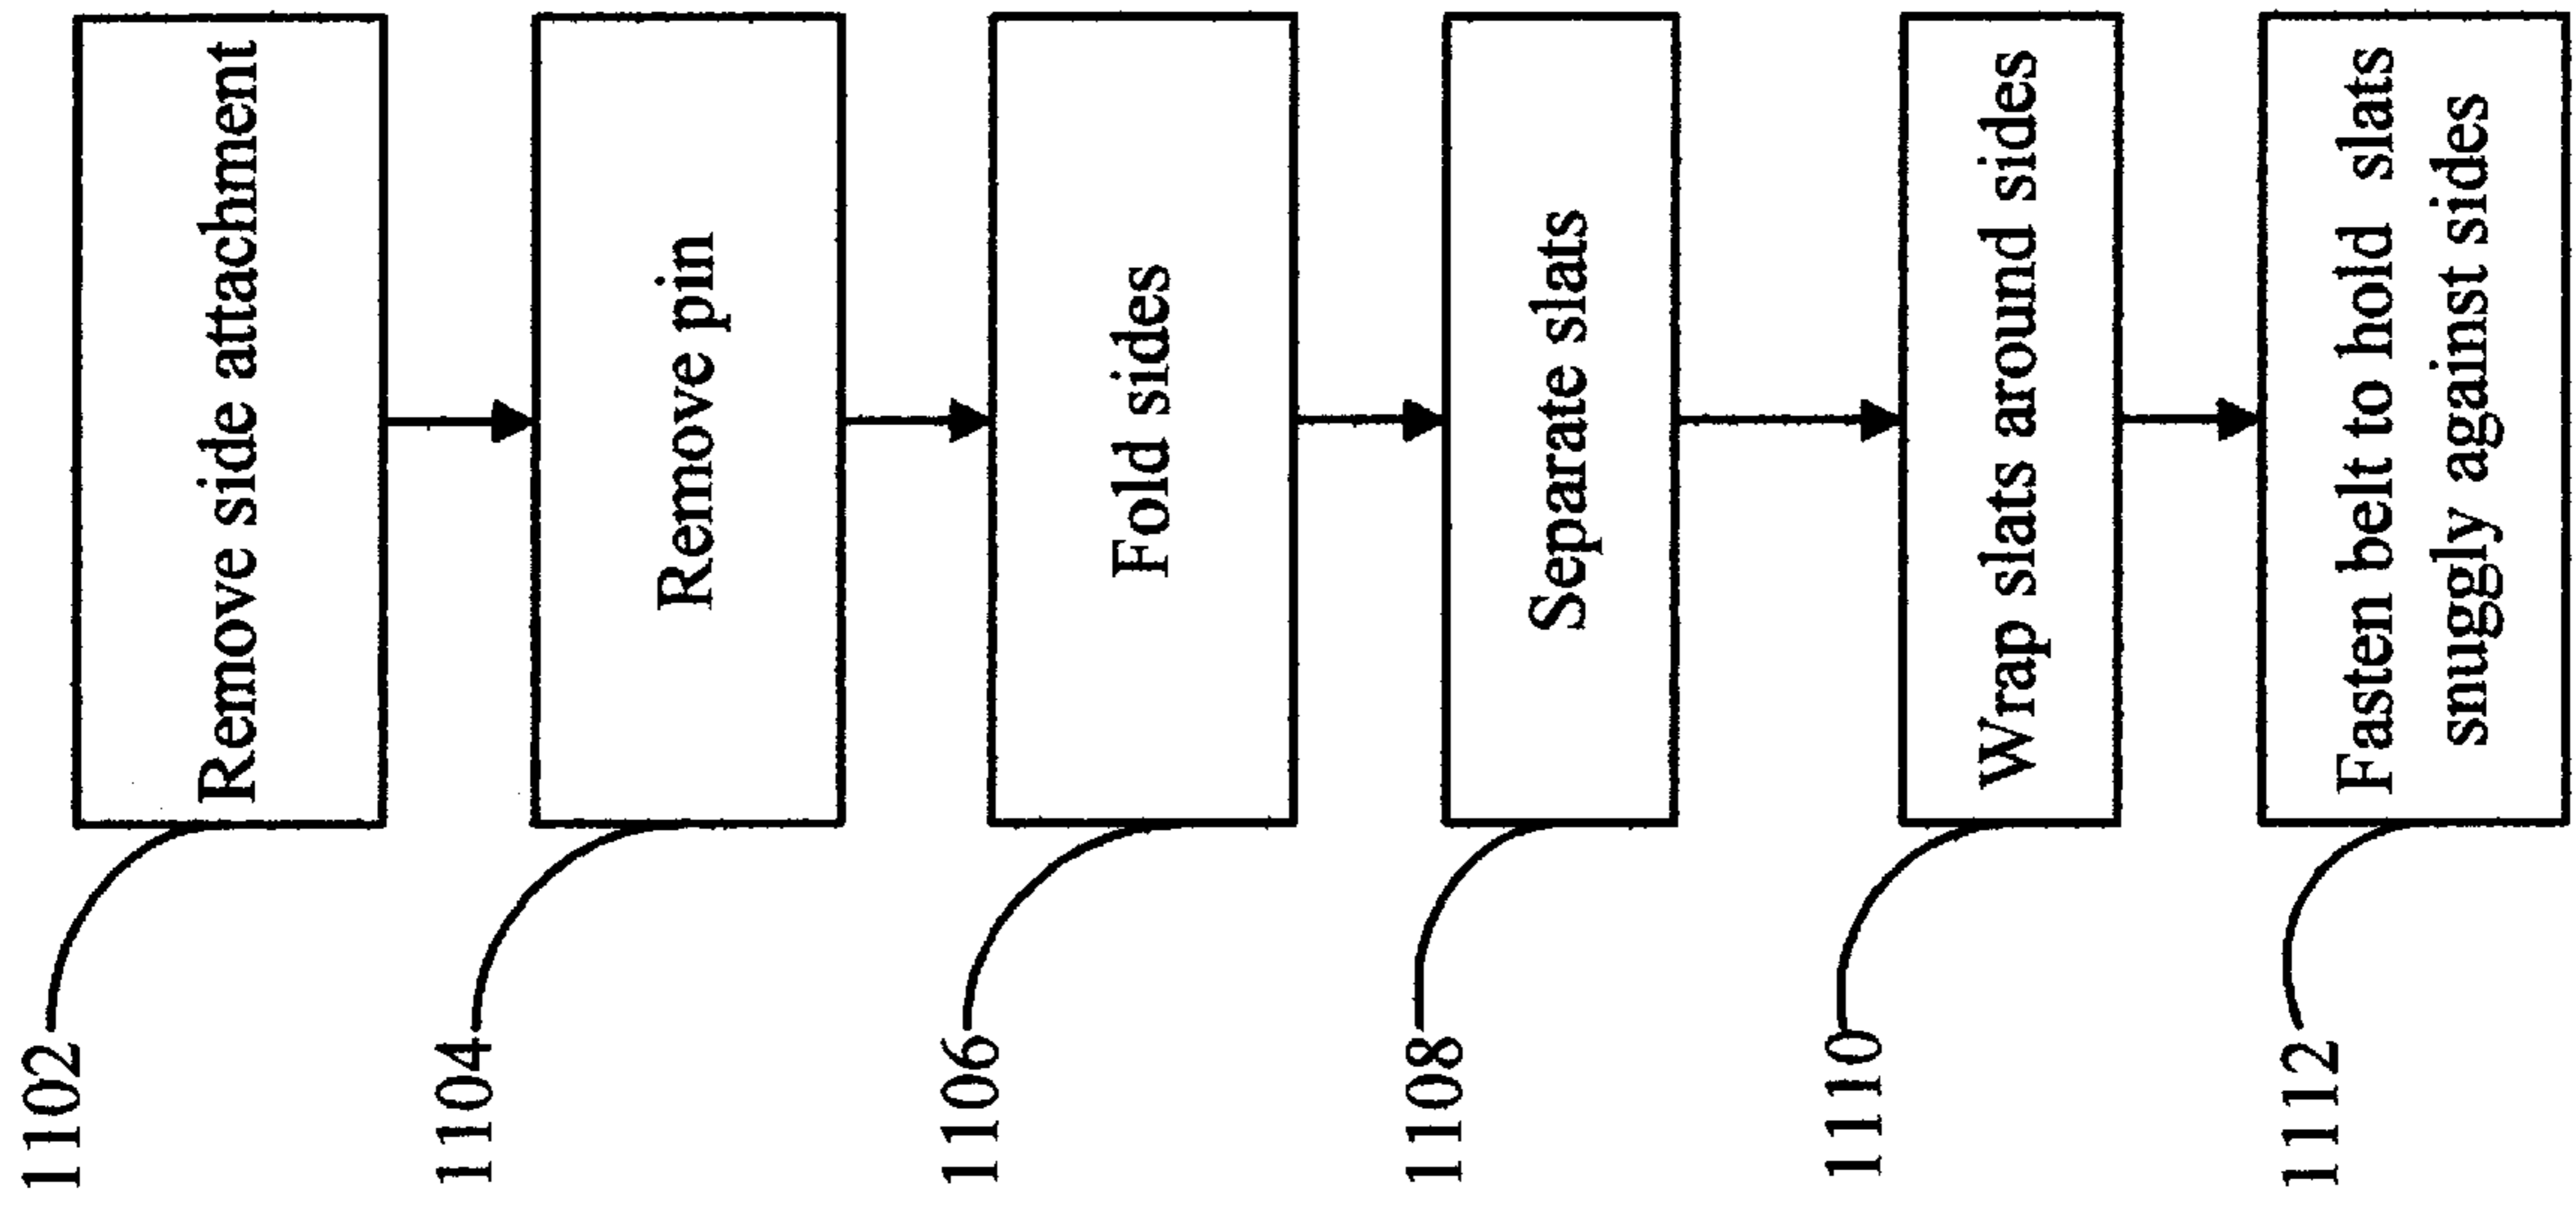 1102
Remove side attachment
1104
Remove pin
1106
Fold sides
1108
Separate slats
1110
Wrap slats around sides
1112
Fasten belt to hold slats
snuggly against sides